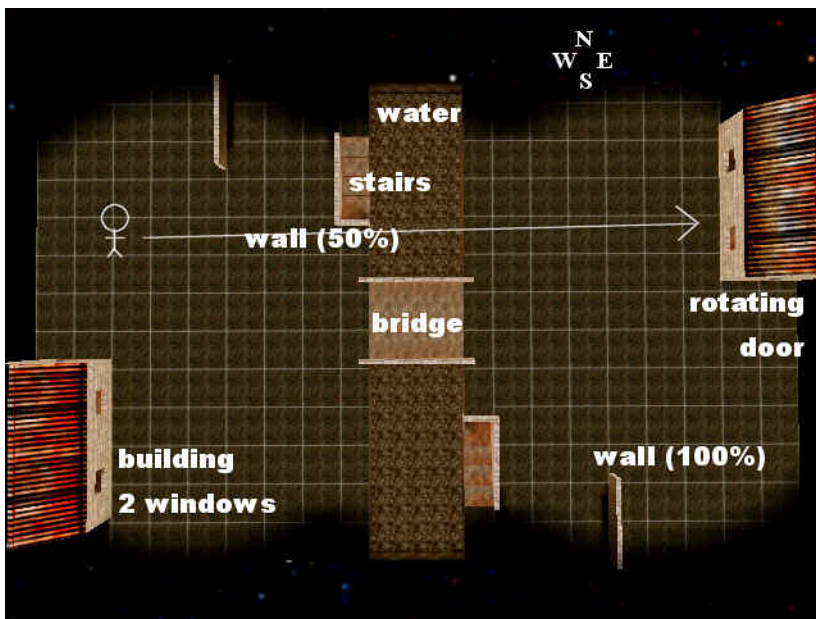 N
W E
S
water
stairs
wall (50%)
bridge
rotating
door
building
2 windows
wall (100%)